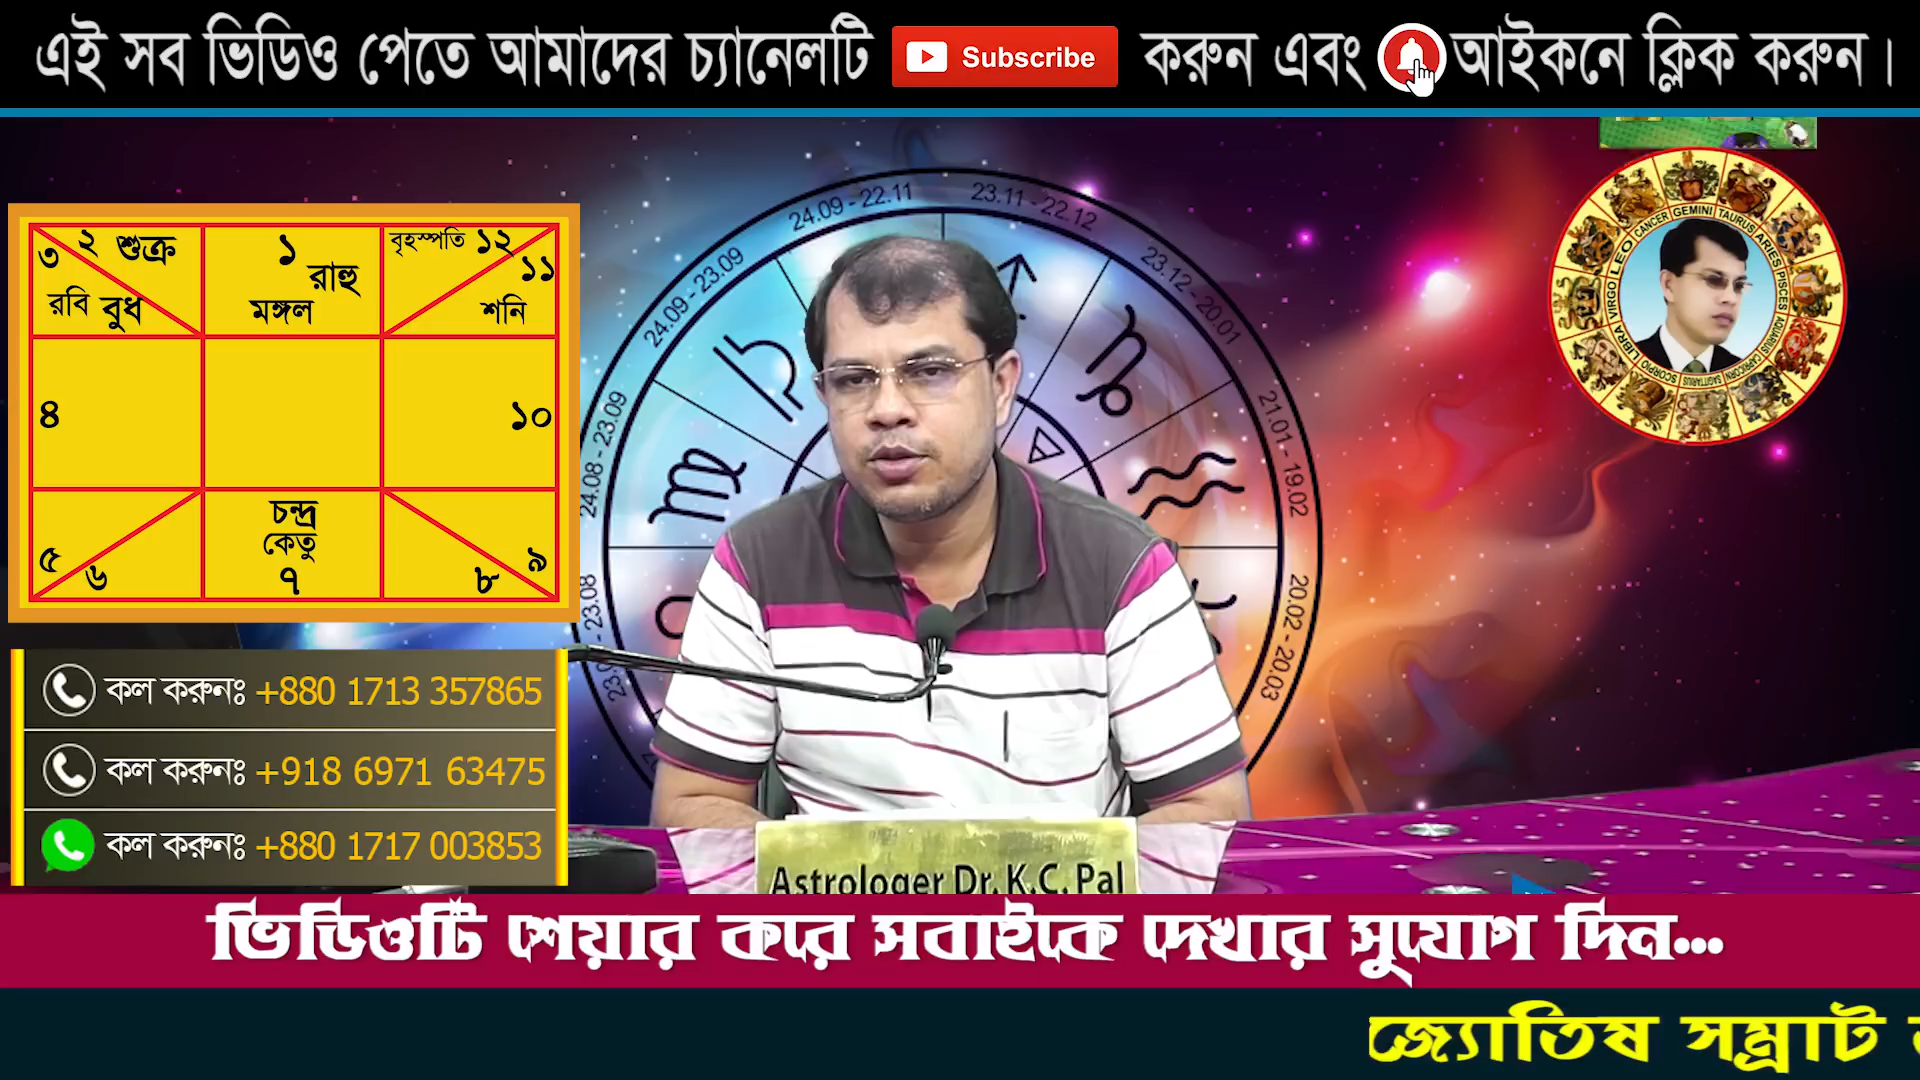 এই সব ভিডিও পেতে আমাদের চ্যানেলটি Subscribe করুন এবং আইকনে ক্লিক করুন।
২ শুক্র
৩
রবি বুধ
১
রাহু
মঙ্গল
বৃহস্পতি ১২
১১
শনি
৪
১০
৫
৬
চন্দ্র
কেতু
৭
৮
৯
24.09 - 23.09
24.09 - 22.11
23.11 - 22.12
23.12 - 20.01
21.01 - 19.02
20.02 - 20.03
24.08 - 23.09
CANCER GEMINI TAURUS ARIES PISCES AQUARIUS CAPRICORN SAGITTARIUS SCORPIO LIBRA VIRGO LEO
কল করুনঃ +880 1713 357865
কল করুনঃ +918 6971 63475
কল করুনঃ +880 1717 003853
Astrologer Dr. K.C. Pal
ভিডিওটি শেয়ার করে সবাইকে দেখার সুযোগ দিন...
জ্যোতিষ সম্রাট